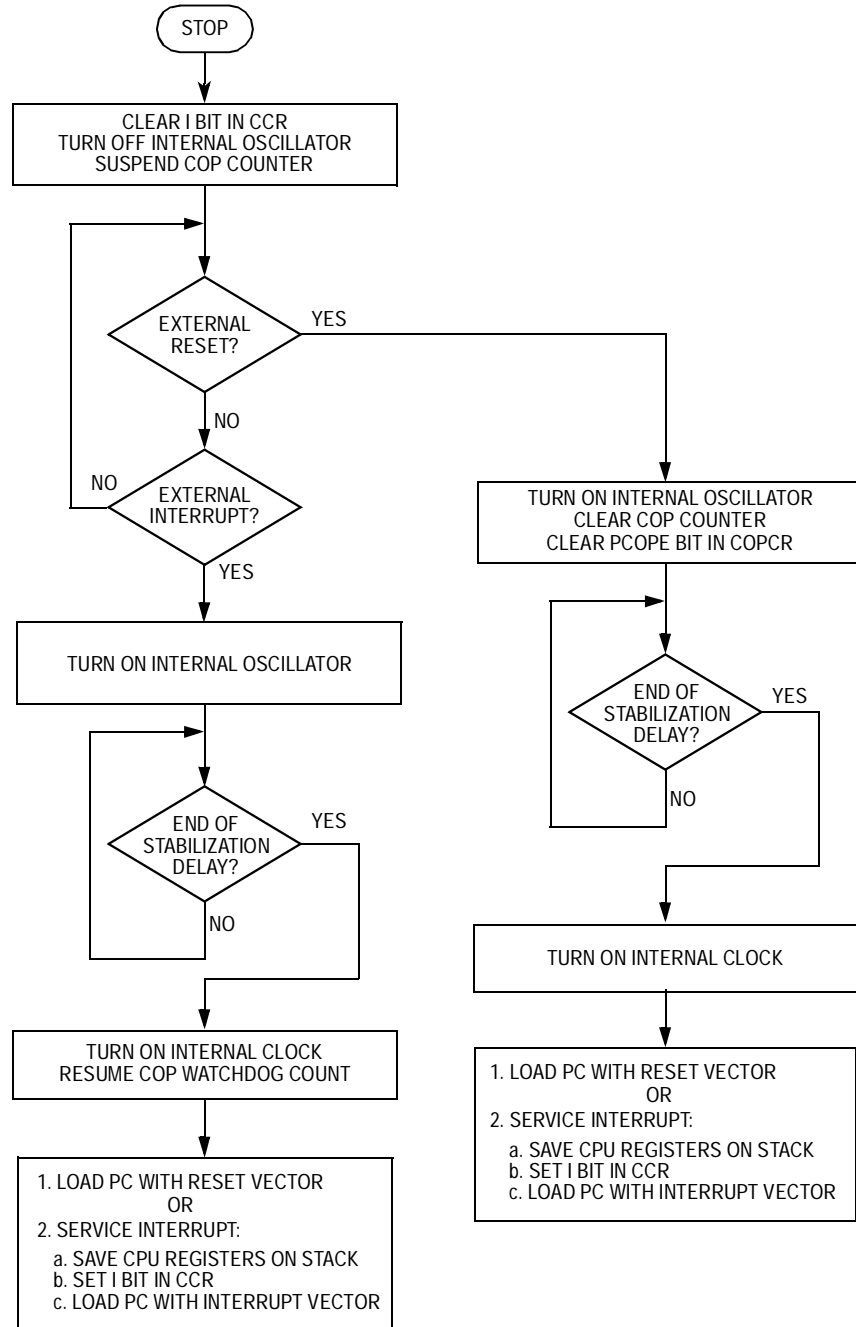 STOP
CLEAR I BIT IN CCR
TURN OFF INTERNAL OSCILLATOR
SUSPEND COP COUNTER
EXTERNAL
RESET?
YES
NO
EXTERNAL
INTERRUPT?
NO
YES
TURN ON INTERNAL OSCILLATOR
END OF
STABILIZATION
DELAY?
YES
NO
TURN ON INTERNAL CLOCK
RESUME COP WATCHDOG COUNT
1. LOAD PC WITH RESET VECTOR
OR
2. SERVICE INTERRUPT:
a. SAVE CPU REGISTERS ON STACK
b. SET I BIT IN CCR
c. LOAD PC WITH INTERRUPT VECTOR
TURN ON INTERNAL OSCILLATOR
CLEAR COP COUNTER
CLEAR PCOPE BIT IN COPCR
END OF
STABILIZATION
DELAY?
YES
NO
TURN ON INTERNAL CLOCK
1. LOAD PC WITH RESET VECTOR
OR
2. SERVICE INTERRUPT:
a. SAVE CPU REGISTERS ON STACK
b. SET I BIT IN CCR
c. LOAD PC WITH INTERRUPT VECTOR